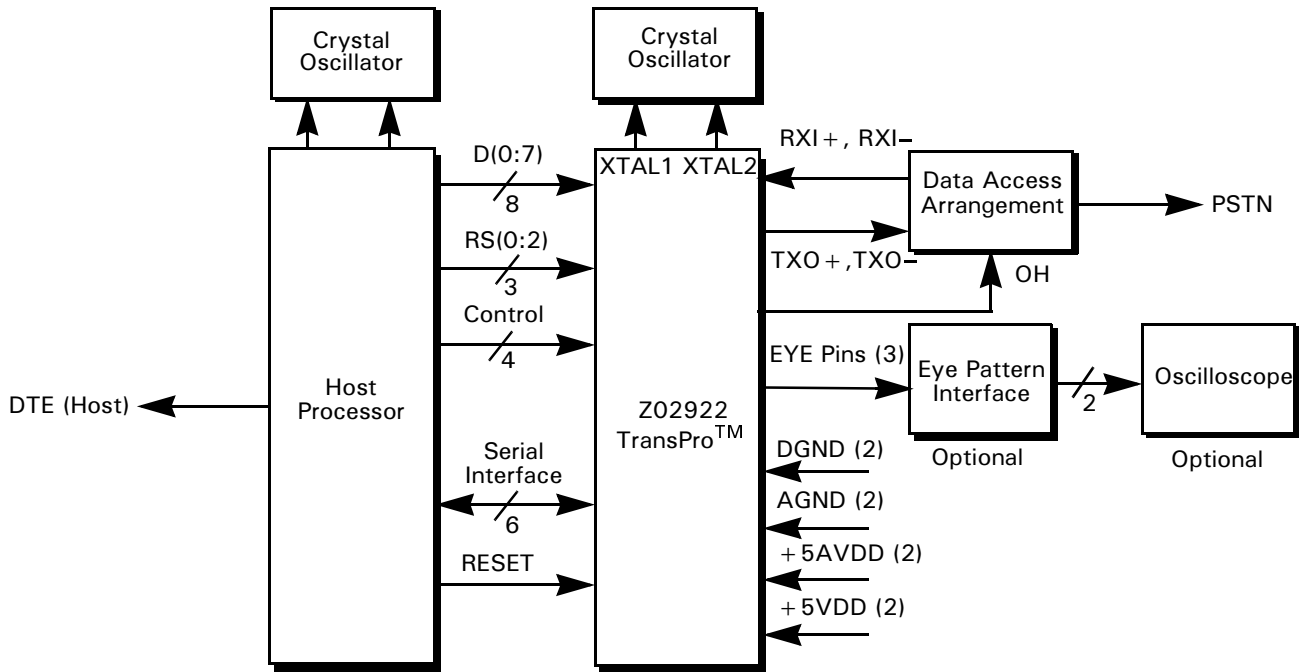 Crystal
Oscillator
Crystal
Oscillator
D(0:7)
8
RS(0:2)
3
Control
4
Serial
Interface
6
RESET
DTE (Host)
Host
Processor
XTAL1 XTAL2
Z02922
TransPro™
RXI+, RXI–
TXO+,TXO–
OH
Data Access
Arrangement
PSTN
EYE Pins (3)
Eye Pattern
Interface
Optional
2
Oscilloscope
Optional
DGND (2)
AGND (2)
+5AVDD (2)
+5VDD (2)